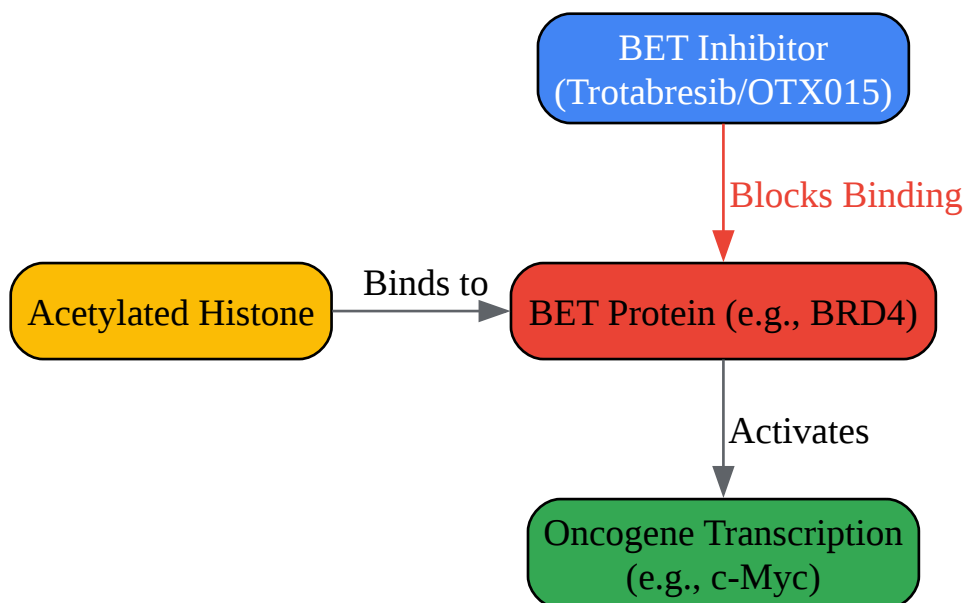 BET Inhibitor
(Trotabresib/OTX015)
Blocks Binding
Binds to
Acetylated Histone
BET Protein (e.g., BRD4)
Activates
Oncogene Transcription
(e.g., c-Myc)